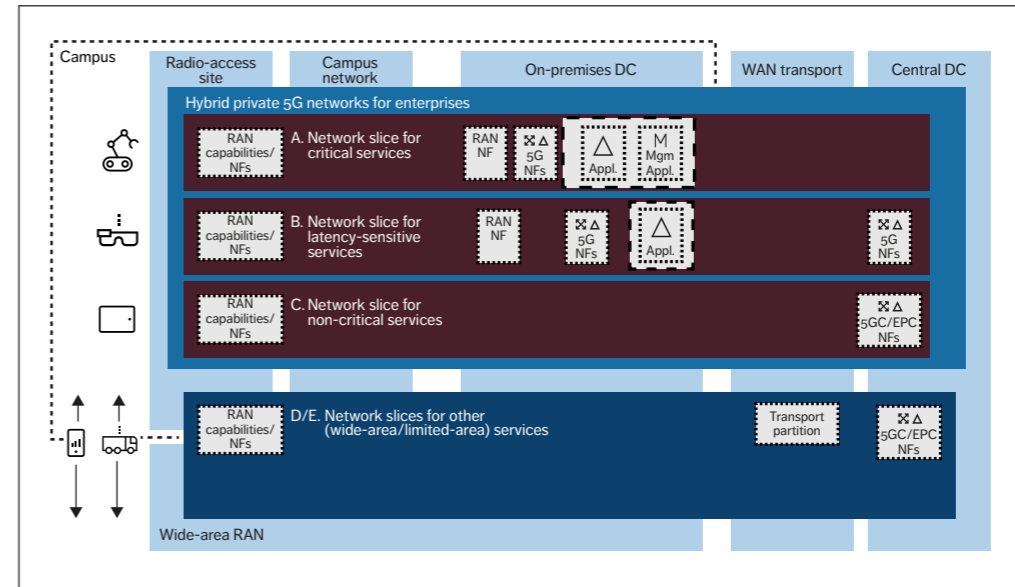 Campus
Radio-access
site
Campus
network
On-premises DC
WAN transport
Central DC
Hybrid private 5G networks for enterprises
RAN
capabilities/
NFs
A. Network slice for
critical services
RAN
NF
5G
NFs
Appl.
M
Mgm
Appl.
RAN
capabilities/
NFs
B. Network slice for
latency-sensitive
services
RAN
NF
5G
NFs
Appl.
5G
NFs
RAN
capabilities/
NFs
C. Network slice for
non-critical services
5GC/EPC
NFs
RAN
capabilities/
NFs
D/E. Network slices for other
(wide-area/limited-area) services
Transport
partition
5GC/EPC
NFs
Wide-area RAN